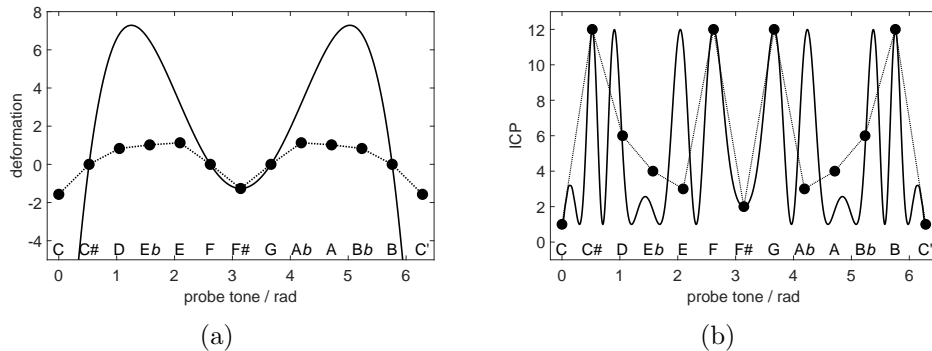 8
6
4
2
0
-2
-4
deformation
C C# D Eb E F F# G Ab A Bb B C'
0 1 2 3 4 5 6
probe tone / rad
(a)
12
10
8
6
4
2
0
ICP
C C# D Eb E F F# G Ab A Bb B C'
0 1 2 3 4 5 6
probe tone / rad
(b)